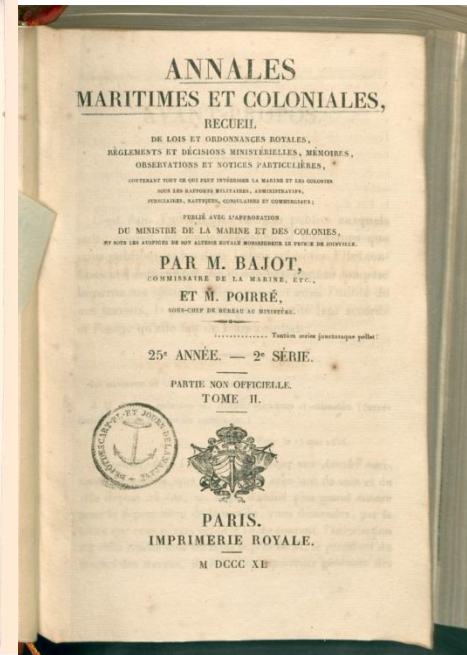 ANNALES
MARITIMES ET COLONIALES,
RECUEIL
DE LOIS ET ORDONNANCES ROYALES,
RÈGLEMENTS ET DÉCISIONS MINISTÉRIELLES, MÉMOIRES,
OBSERVATIONS ET NOTICES PARTICULIÈRES,
CONTENANT TOUT CE QUI PEUT INTÉRESSER LA MARINE ET LES COLONIES
SOUS LES RAPPORTS MILITAIRES, ADMINISTRATIFS,
JUDICIAIRES, NAUTIQUES, CONSULAIRES ET COMMERCIAUX;
PUBLIÉ AVEC L'APPROBATION
DU MINISTRE DE LA MARINE ET DES COLONIES,
ET SOUS LES AUSPICES DE SON ALTESSE ROYALE MONSEIGNEUR LE PRINCE DE JOINVILLE.
PAR M. BAJOT,
COMMISSAIRE DE LA MARINE, ETC.,
ET M. POIRRÉ,
SOUS-CHEF DE BUREAU AU MINISTÈRE.
.............. Tantùm series juncturaque pollet!
25e ANNÉE. — 2e SÉRIE.
PARTIE NON OFFICIELLE.
TOME II.
PARIS.
IMPRIMERIE ROYALE.
M DCCC XL